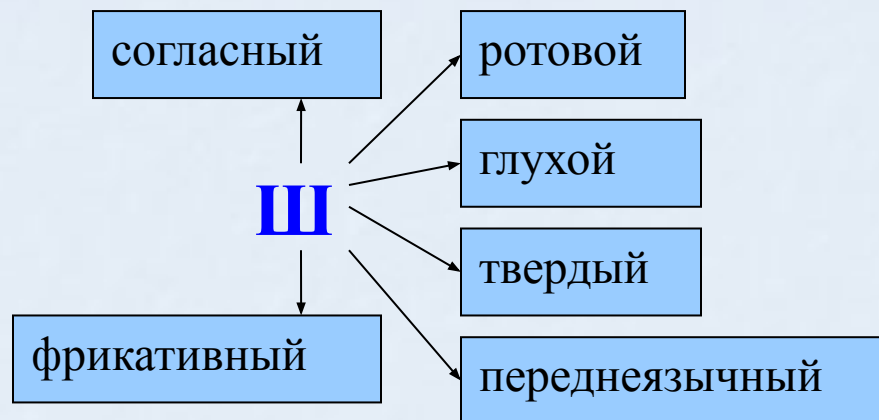 согласный
ротовой
глухой
Ш
твердый
фрикативный
переднеязычный